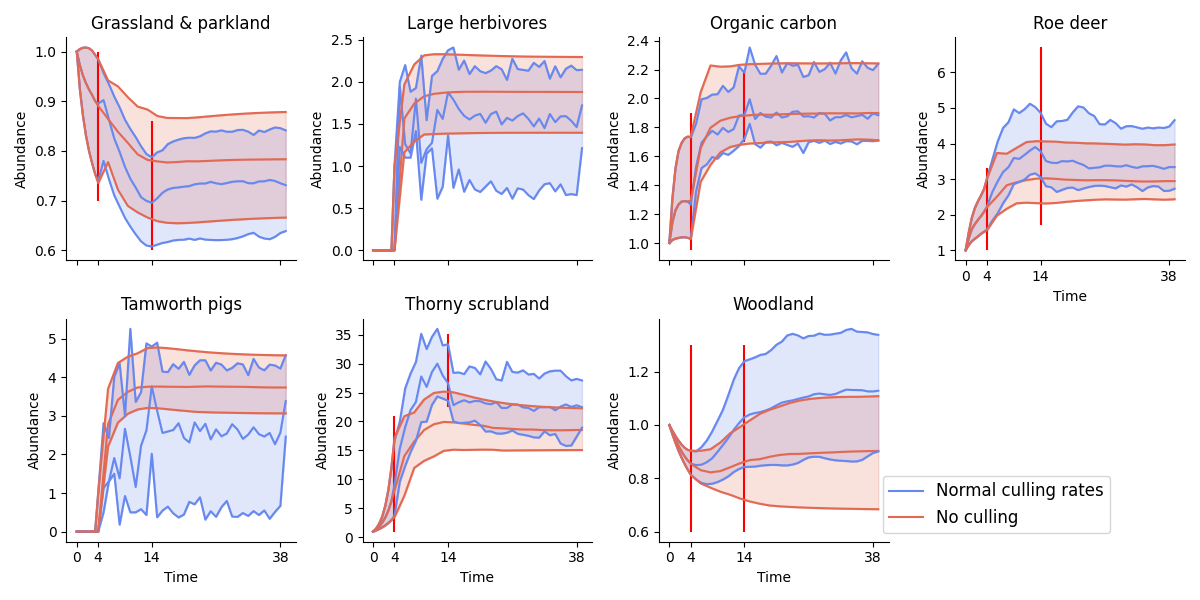 Grassland & parkland
Abundance
1.0
0.9
0.8
0.7
0.6
Large herbivores
Abundance
2.5
2.0
1.5
1.0
0.5
0.0
Organic carbon
Abundance
2.4
2.2
2.0
1.8
1.6
1.4
1.2
1.0
Roe deer
Abundance
6
5
4
3
2
1
0 4 14 38
Time
Tamworth pigs
Abundance
5
4
3
2
1
0
0 4 14 38
Time
Thorny scrubland
Abundance
35
30
25
20
15
10
5
0
0 4 14 38
Time
Woodland
Abundance
1.2
1.0
0.8
0.6
0 4 14 38
Time
Normal culling rates
No culling